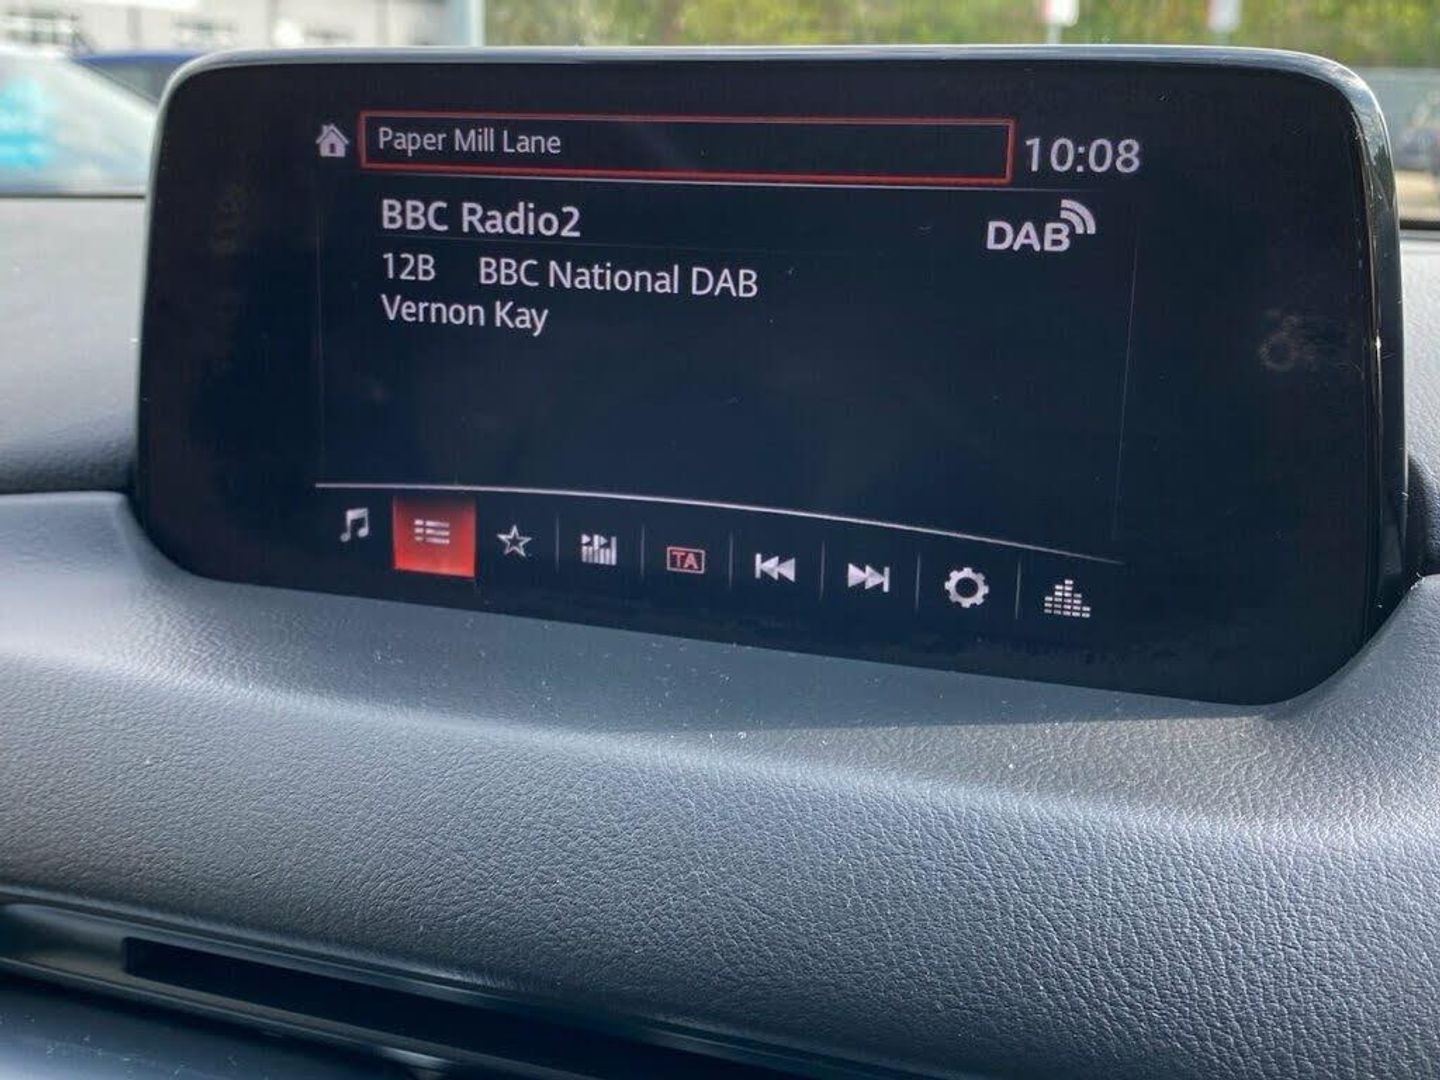 Paper Mill Lane
10:08
BBC Radio2
DAB
12B BBC National DAB
Vernon Kay
TA